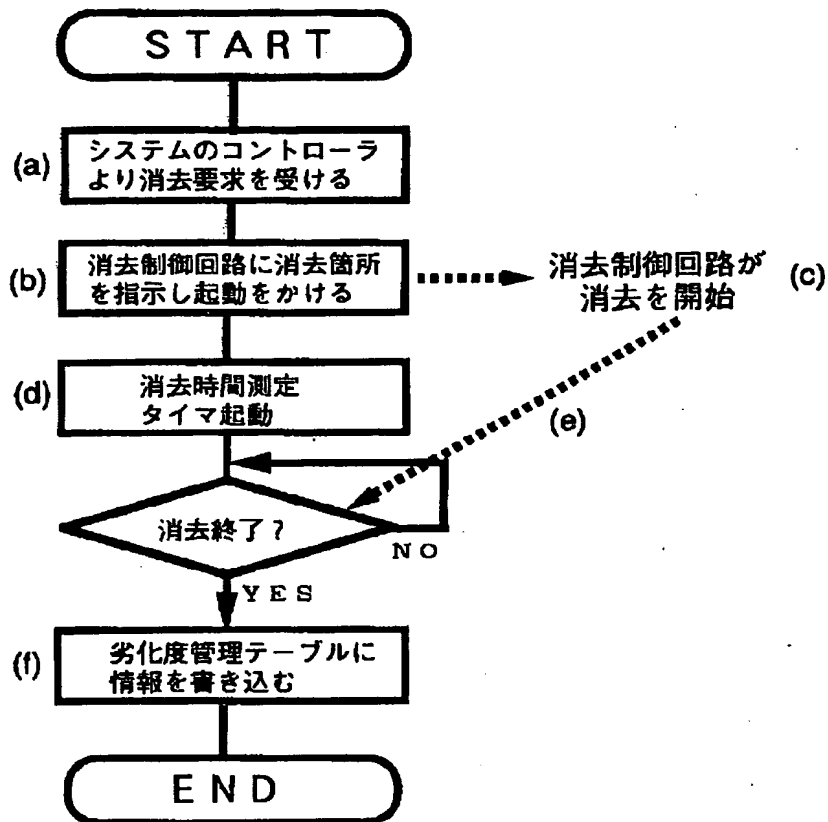 START
(a)
システムのコントローラ
より消去要求を受ける
(b)
消去制御回路に消去箇所
を指示し起動をかける
消去制御回路が
消去を開始
(c)
(d)
消去時間測定
タイマ起動
(e)
消去終了?
NO
YES
(f)
劣化度管理テーブルに
情報を書き込む
END